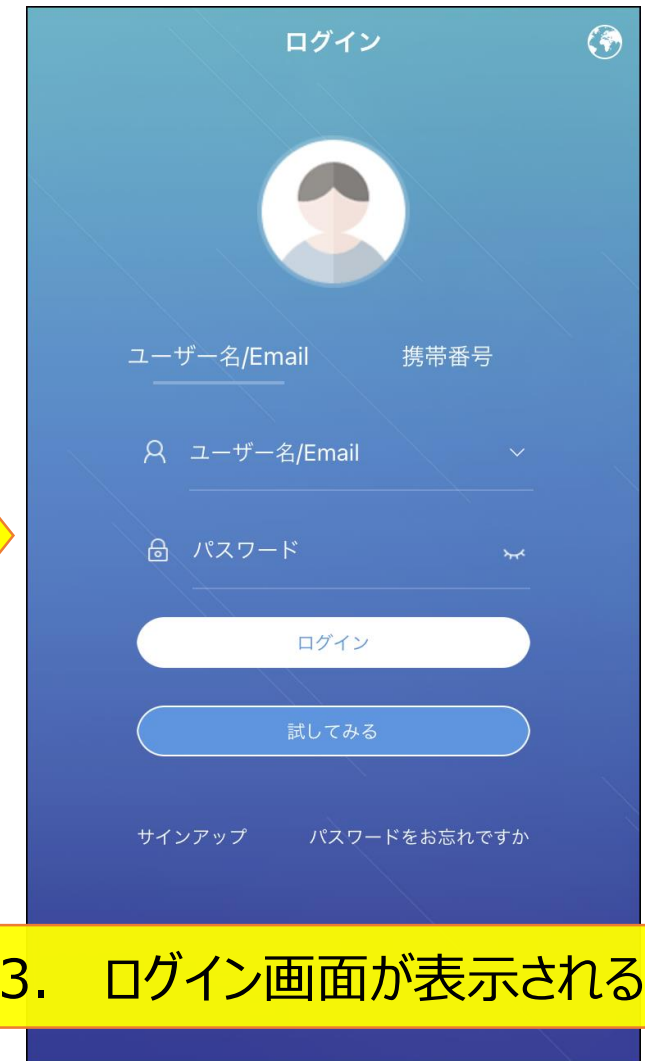 ログイン
ユーザー名/Email 携帯番号
ユーザー名/Email
パスワード
ログイン
試してみる
サインアップ パスワードをお忘れですか
3. ログイン画面が表示される